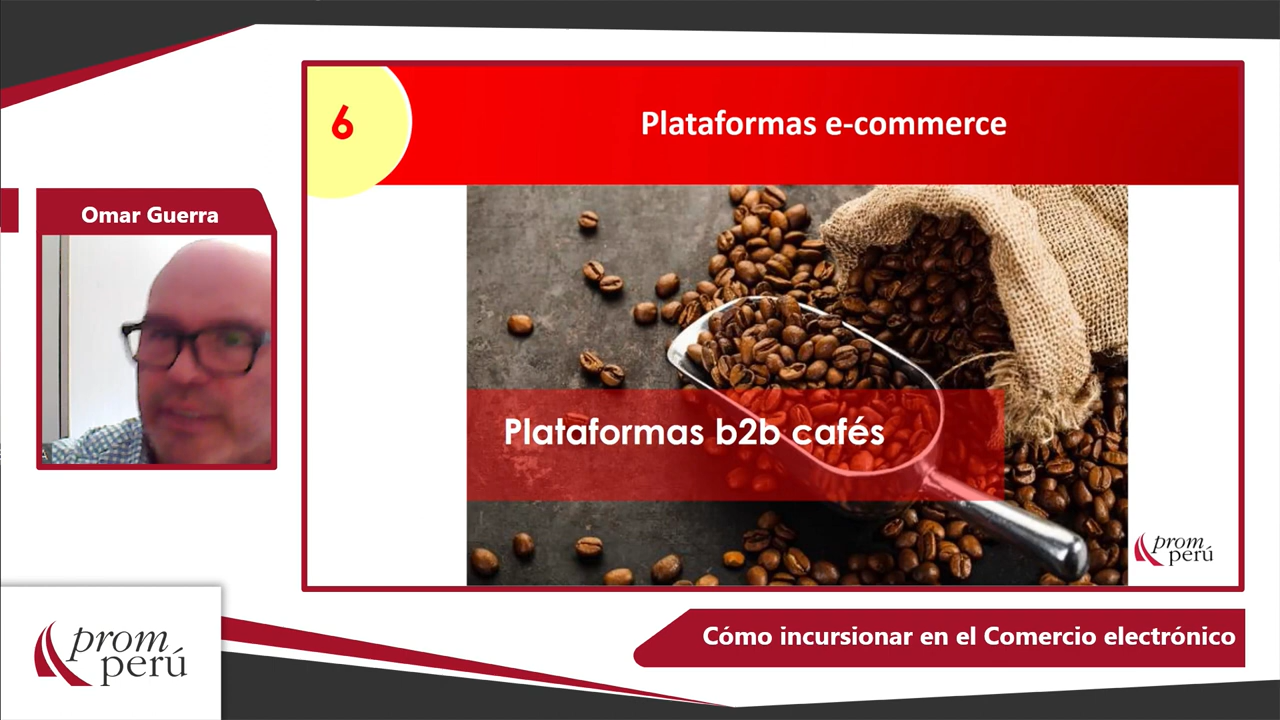 6
Plataformas e-commerce
Omar Guerra
Plataformas b2b cafés
prom
perú
Cómo incursionar en el Comercio electrónico
prom
perú